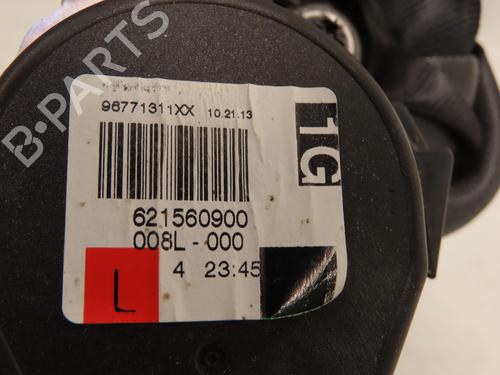 B-PARTS
96771311XX 10.21.13
1G
621560900
008L - 000
4 23:45
L